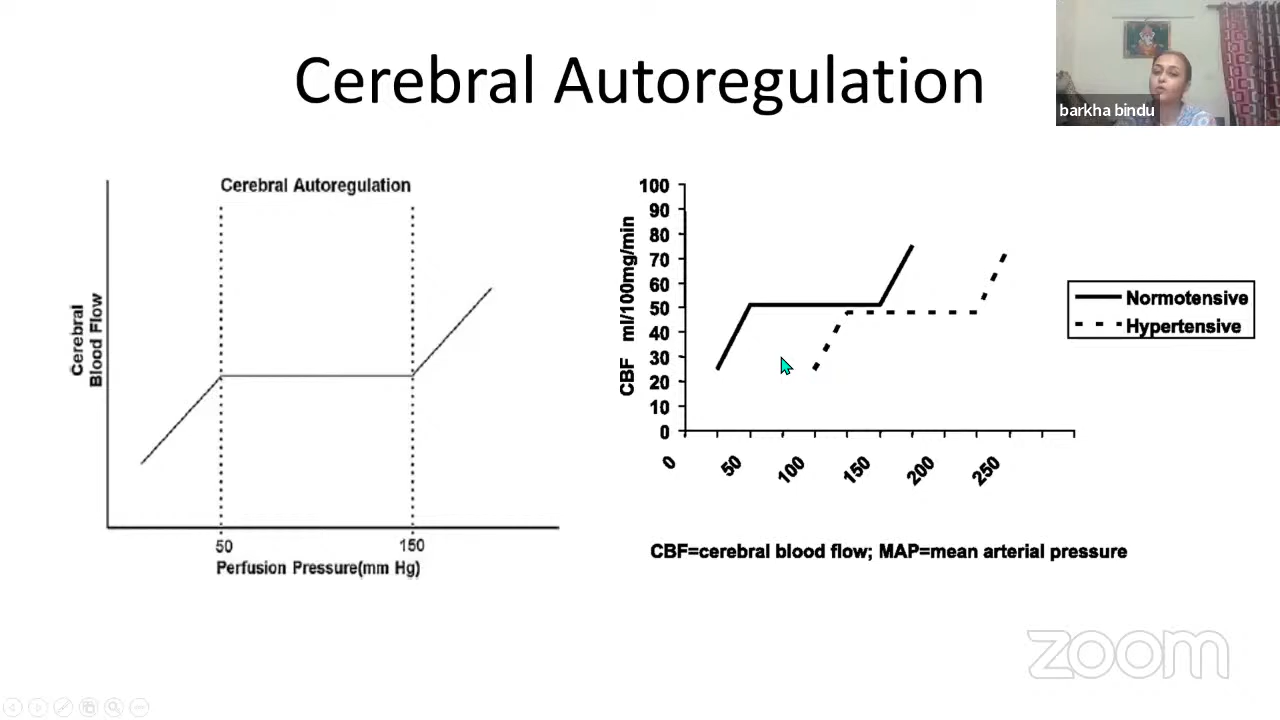 Cerebral Autoregulation
barkha bindu
Cerebral Autoregulation
Cerebral
Blood Flow
50
150
Perfusion Pressure(mm Hg)
CBF ml/100mg/min
100
90
80
70
60
50
40
30
20
10
0
0
50
100
150
200
250
Normotensive
Hypertensive
CBF=cerebral blood flow; MAP=mean arterial pressure
zoom